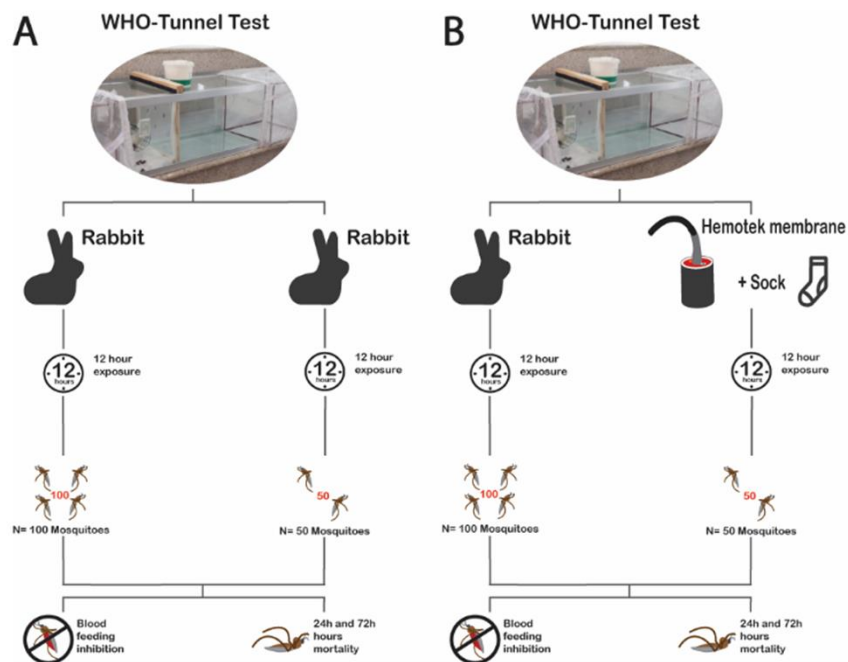 A
WHO-Tunnel Test
Rabbit
Rabbit
12
hours
12 hour
exposure
12
hours
12 hour
exposure
100
N= 100 Mosquitoes
50
N= 50 Mosquitoes
Blood
feeding
inhibition
24h and 72h
hours
mortality
B
WHO-Tunnel Test
Rabbit
Hemotek membrane
+ Sock
12
hours
12 hour
exposure
12
hours
12 hour
exposure
100
N= 100 Mosquitoes
50
N= 50 Mosquitoes
Blood
feeding
inhibition
24h and 72h
hours
mortality